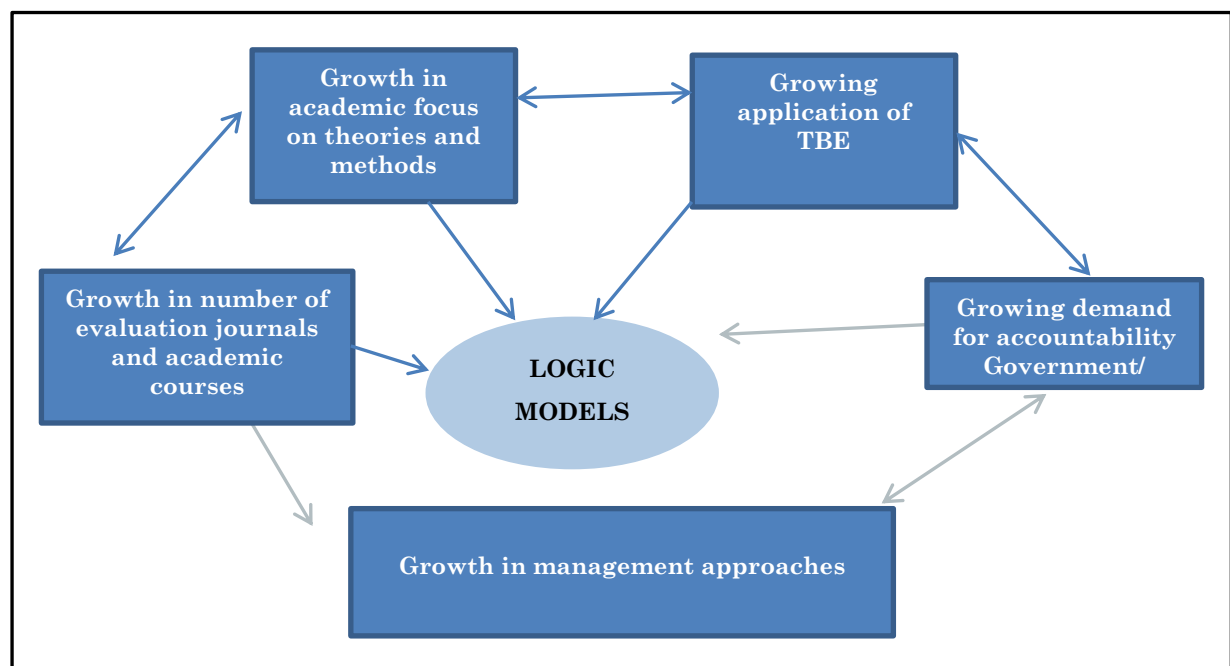 Growth in
academic focus
on theories and
methods
Growing
application of
TBE
Growth in number of
evaluation journals
and academic
courses
LOGIC
MODELS
Growing demand
for accountability
Government/
Growth in management approaches